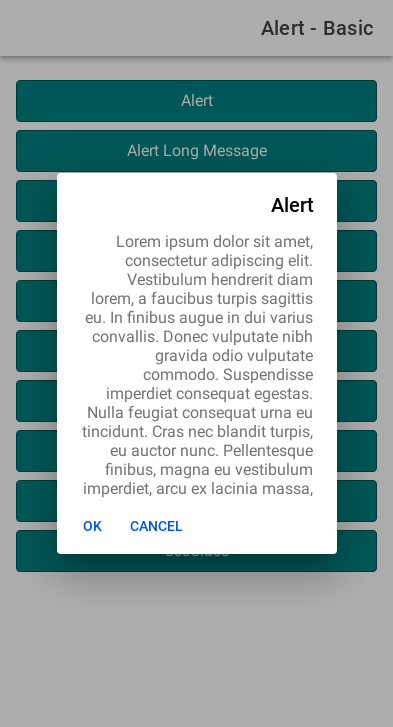 Alert - Basic
Alert
Alert Long Message
Alert
Lorem ipsum dolor sit amet,
consectetur adipiscing elit.
Vestibulum hendrerit diam
lorem, a faucibus turpis sagittis
eu. In finibus augue in dui varius
convallis. Donec vulputate nibh
gravida odio vulputate
commodo. Suspendisse
imperdiet consequat egestas.
Nulla feugiat consequat urna eu
tincidunt. Cras nec blandit turpis,
eu auctor nunc. Pellentesque
finibus, magna eu vestibulum
imperdiet, arcu ex lacinia massa,
OK CANCEL